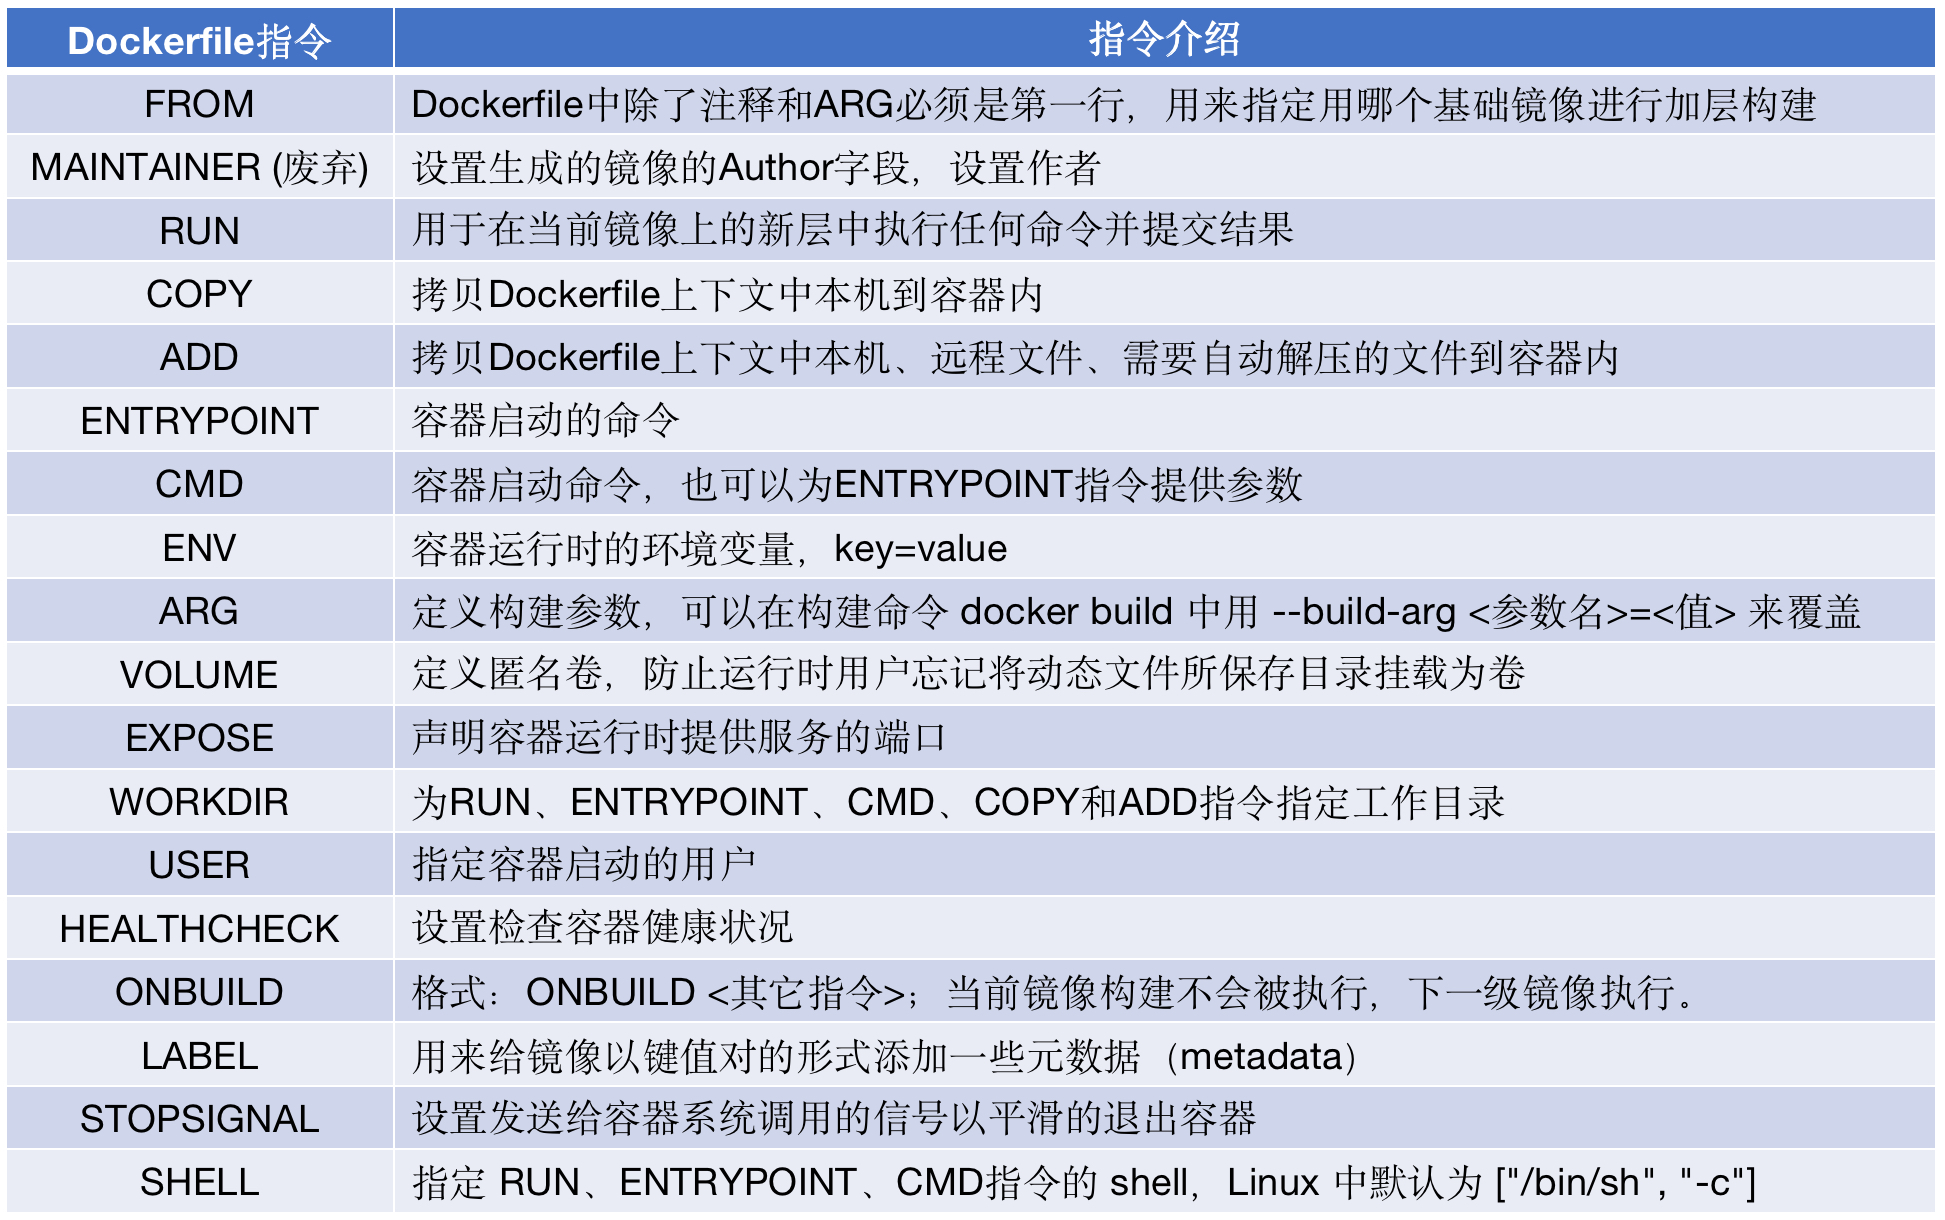 Dockerfile指令 指令介绍
FROM Dockerfile中除了注释和ARG必须是第一行，用来指定用哪个基础镜像进行加层构建
MAINTAINER (废弃) 设置生成的镜像的Author字段，设置作者
RUN 用于在当前镜像上的新层中执行任何命令并提交结果
COPY 拷贝Dockerfile上下文中本机到容器内
ADD 拷贝Dockerfile上下文中本机、远程文件、需要自动解压的文件到容器内
ENTRYPOINT 容器启动的命令
CMD 容器启动命令，也可以为ENTRYPOINT指令提供参数
ENV 容器运行时的环境变量，key=value
ARG 定义构建参数，可以在构建命令 docker build 中用 --build-arg <参数名>=<值> 来覆盖
VOLUME 定义匿名卷，防止运行时用户忘记将动态文件所保存目录挂载为卷
EXPOSE 声明容器运行时提供服务的端口
WORKDIR 为RUN、ENTRYPOINT、CMD、COPY和ADD指令指定工作目录
USER 指定容器启动的用户
HEALTHCHECK 设置检查容器健康状况
ONBUILD 格式：ONBUILD <其它指令>；当前镜像构建不会被执行，下一级镜像执行。
LABEL 用来给镜像以键值对的形式添加一些元数据（metadata）
STOPSIGNAL 设置发送给容器系统调用的信号以平滑的退出容器
SHELL 指定 RUN、ENTRYPOINT、CMD指令的 shell，Linux 中默认为 ["/bin/sh", "-c"]